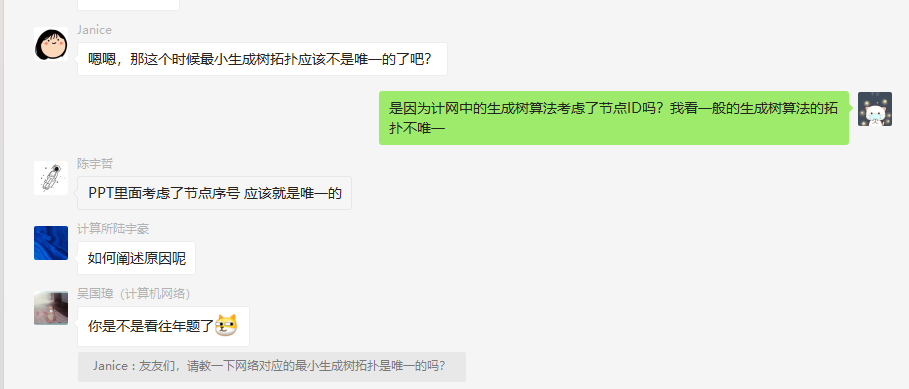 Janice
嗯嗯，那这个时候最小生成树拓扑应该不是唯一的了吧？
是因为计网中的生成树算法考虑了节点ID吗？我看一般的生成树算法的拓
扑不唯一
陈宇哲
PPT里面考虑了节点序号 应该就是唯一的
计算所陆宇豪
如何阐述原因呢
吴国璋（计算机网络）
你是不是看往年题了
Janice : 友友们，请教一下网络对应的最小生成树拓扑是唯一的吗？